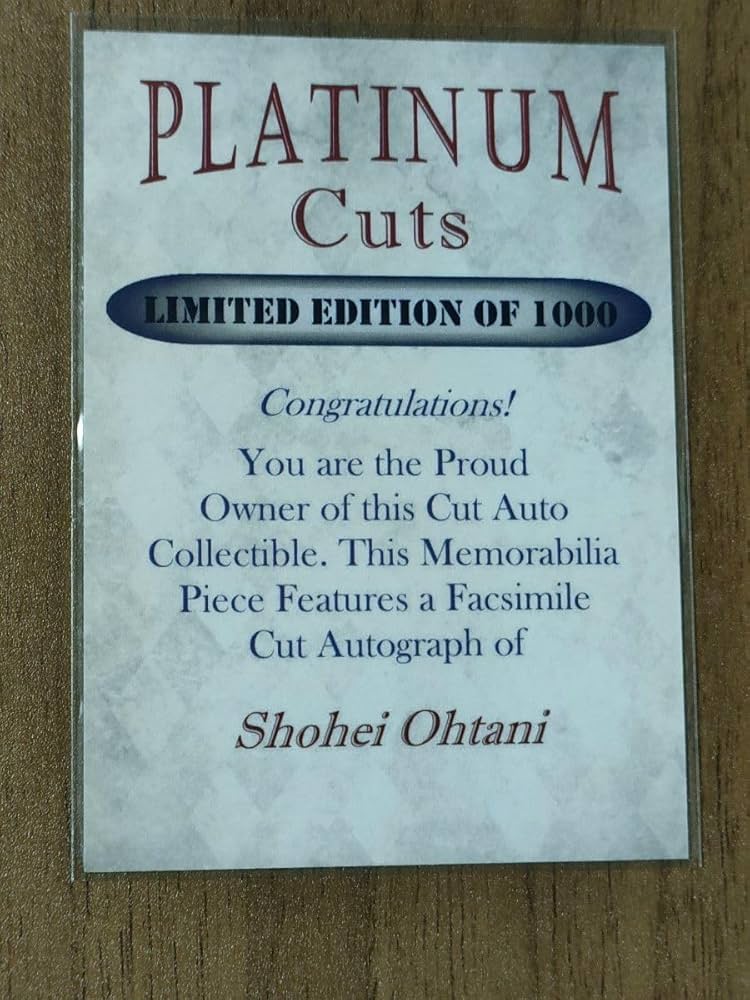 PLATINUM
Cuts
LIMITED EDITION OF 1000
Congratulations!
You are the Proud
Owner of this Cut Auto
Collectible. This Memorabilia
Piece Features a Facsimile
Cut Autograph of
Shohei Ohtani